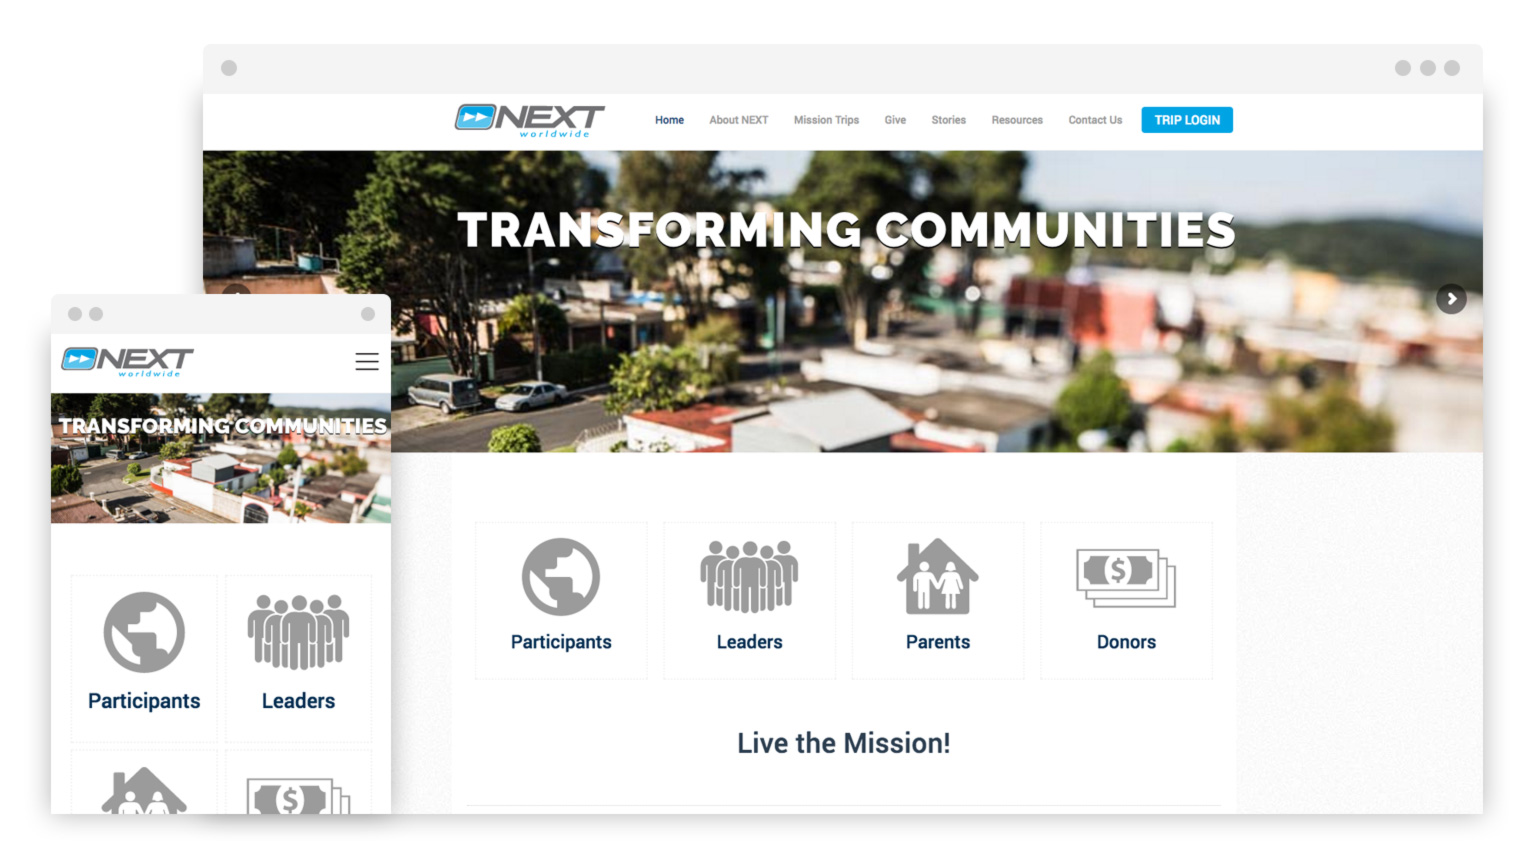 NEXT
worldwide
Home About NEXT Mission Trips Give Stories Resources Contact Us TRIP LOGIN
TRANSFORMING COMMUNITIES
Participants Leaders Parents Donors
Live the Mission!
NEXT
worldwide
TRANSFORMING COMMUNITIES
Participants Leaders